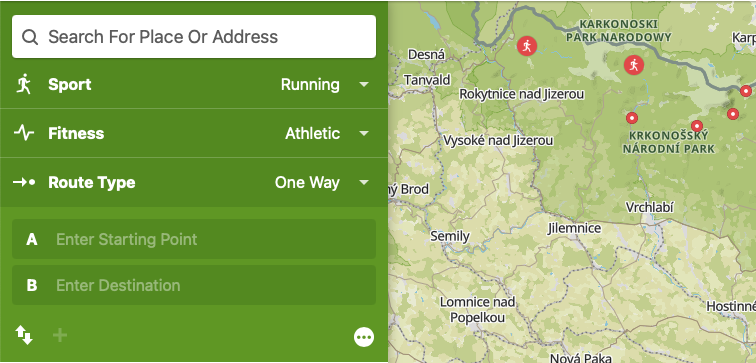 Search For Place Or Address
Sport
Running
Fitness
Athletic
Route Type
One Way
A
Enter Starting Point
B
Enter Destination
KARKONOSKI
PARK NARODOWY
Karp
Desná
Tanvald
Rokytnice nad Jizerou
Vysoké nad Jizerou
KRKONOŠSKÝ
NÁRODNÍ PARK
ý Brod
Vrchlabí
Semily
Jilemnice
Lomnice nad
Popelkou
Hostinné
Nová Paka